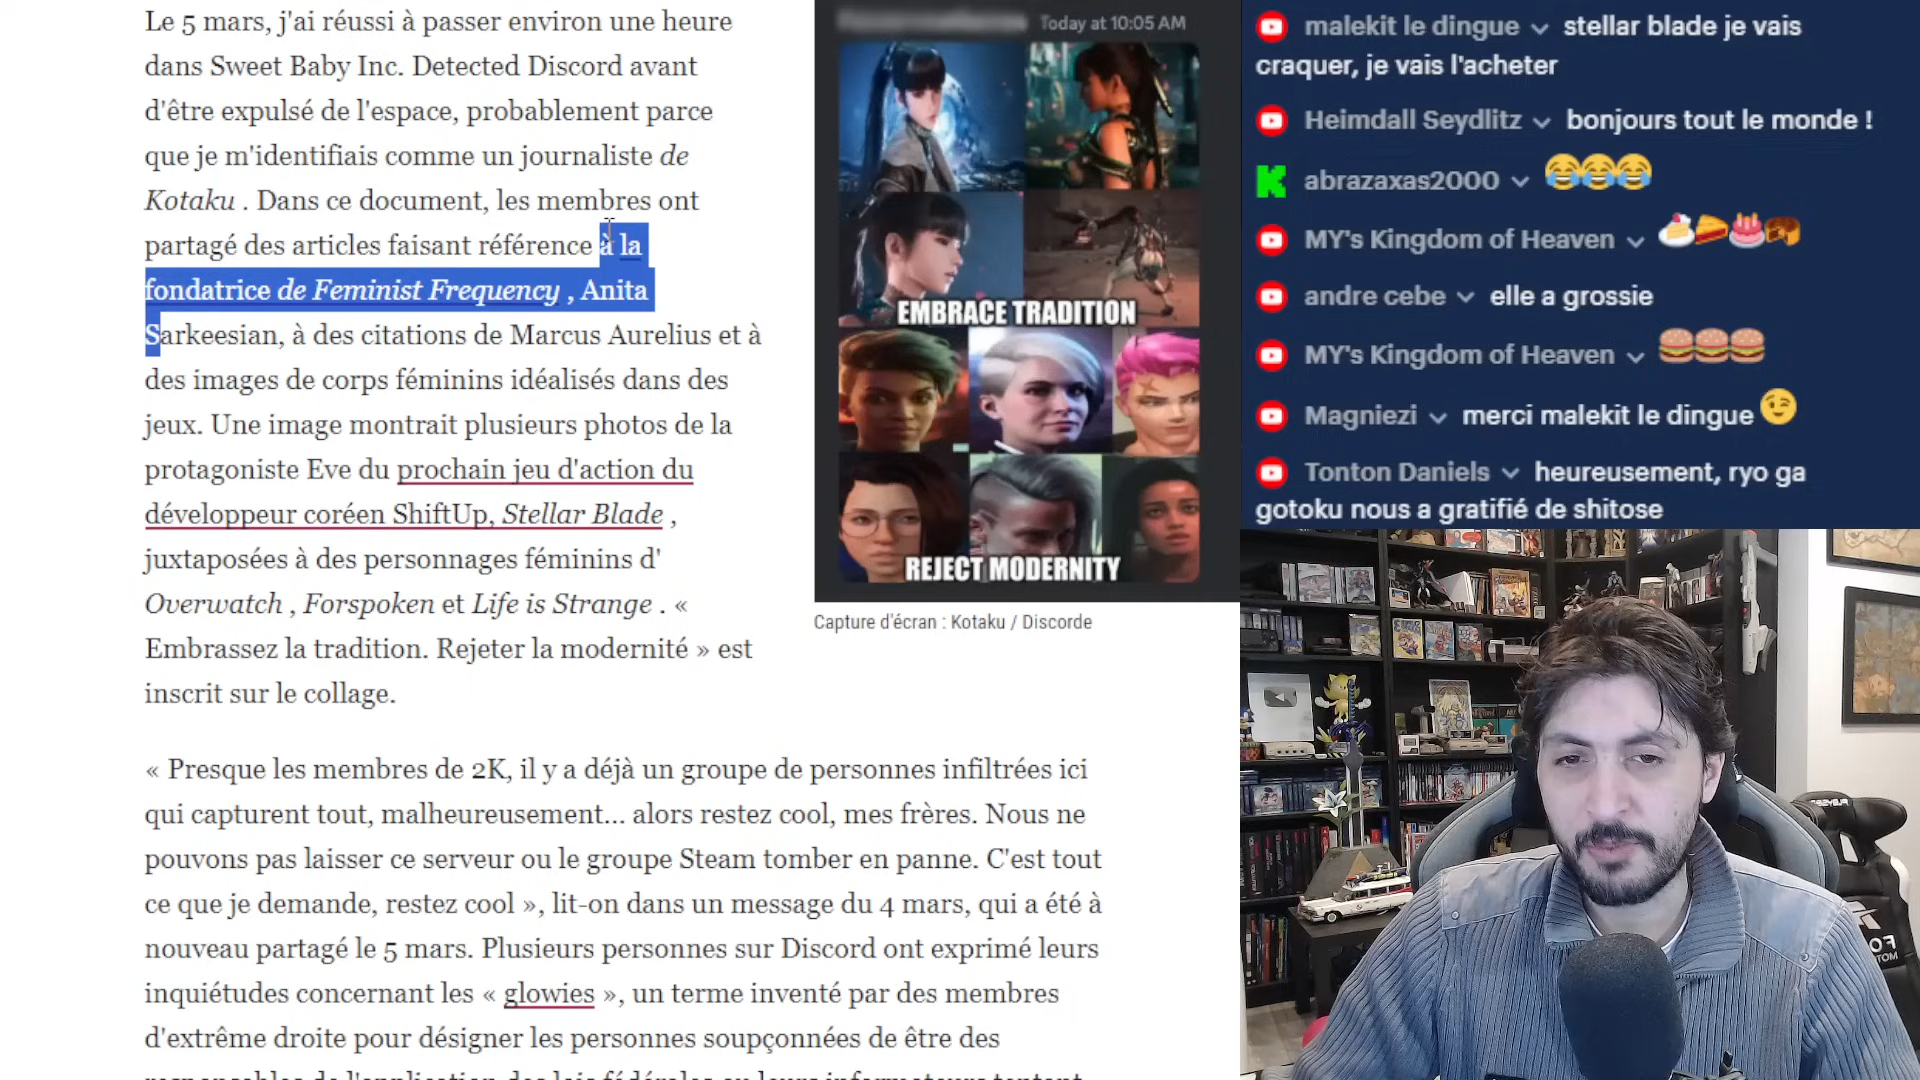 Le 5 mars, j'ai réussi à passer environ une heure
dans Sweet Baby Inc. Detected Discord avant
d'être expulsé de l'espace, probablement parce
que je m'identifiais comme un journaliste de
Kotaku . Dans ce document, les membres ont
partagé des articles faisant référence à la
fondatrice de Feminist Frequency , Anita
Sarkeesian, à des citations de Marcus Aurelius et à
des images de corps féminins idéalisés dans des
jeux. Une image montrait plusieurs photos de la
protagoniste Eve du prochain jeu d'action du
développeur coréen ShiftUp, Stellar Blade ,
juxtaposées à des personnages féminins d'
Overwatch , Forspoken et Life is Strange . «
Embrassez la tradition. Rejeter la modernité » est
inscrit sur le collage.
Today at 10:05 AM
EMBRACE TRADITION
REJECT MODERNITY
Capture d'écran : Kotaku / Discorde
« Presque les membres de 2K, il y a déjà un groupe de personnes infiltrées ici
qui capturent tout, malheureusement... alors restez cool, mes frères. Nous ne
pouvons pas laisser ce serveur ou le groupe Steam tomber en panne. C'est tout
ce que je demande, restez cool », lit-on dans un message du 4 mars, qui a été à
nouveau partagé le 5 mars. Plusieurs personnes sur Discord ont exprimé leurs
inquiétudes concernant les « glowies », un terme inventé par des membres
d'extrême droite pour désigner les personnes soupçonnées de être des
malekit le dingue stellar blade je vais
craquer, je vais l'acheter
Heimdall Seydlitz bonjours tout le monde !
abrazaxas2000 😂😂😂
MY's Kingdom of Heaven 🍰🥧🎂🥮
andre cebe elle a grossie
MY's Kingdom of Heaven 🍔🍔🍔
Magniezi merci malekit le dingue 😉
Tonton Daniels heureusement, ryo ga
gotoku nous a gratifié de shitose